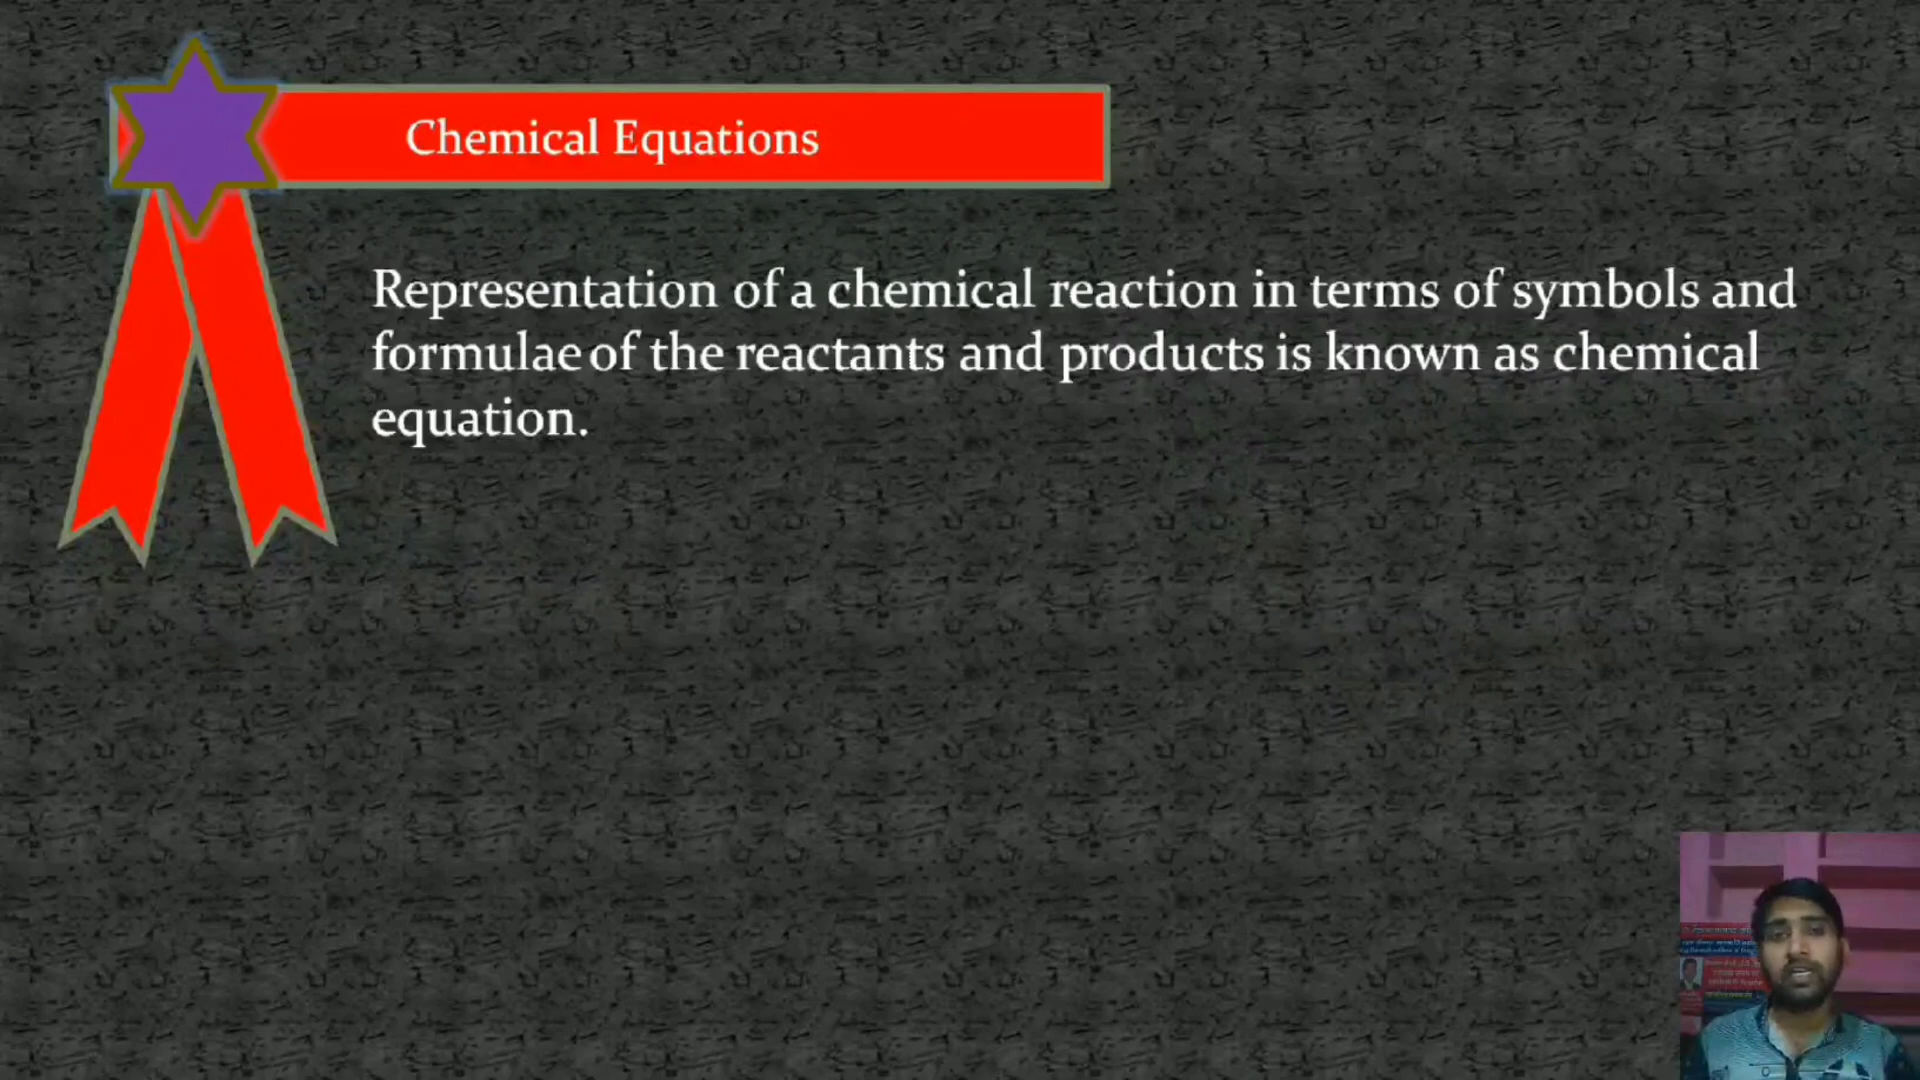 Chemical Equations
Representation of a chemical reaction in terms of symbols and
formulae of the reactants and products is known as chemical
equation.